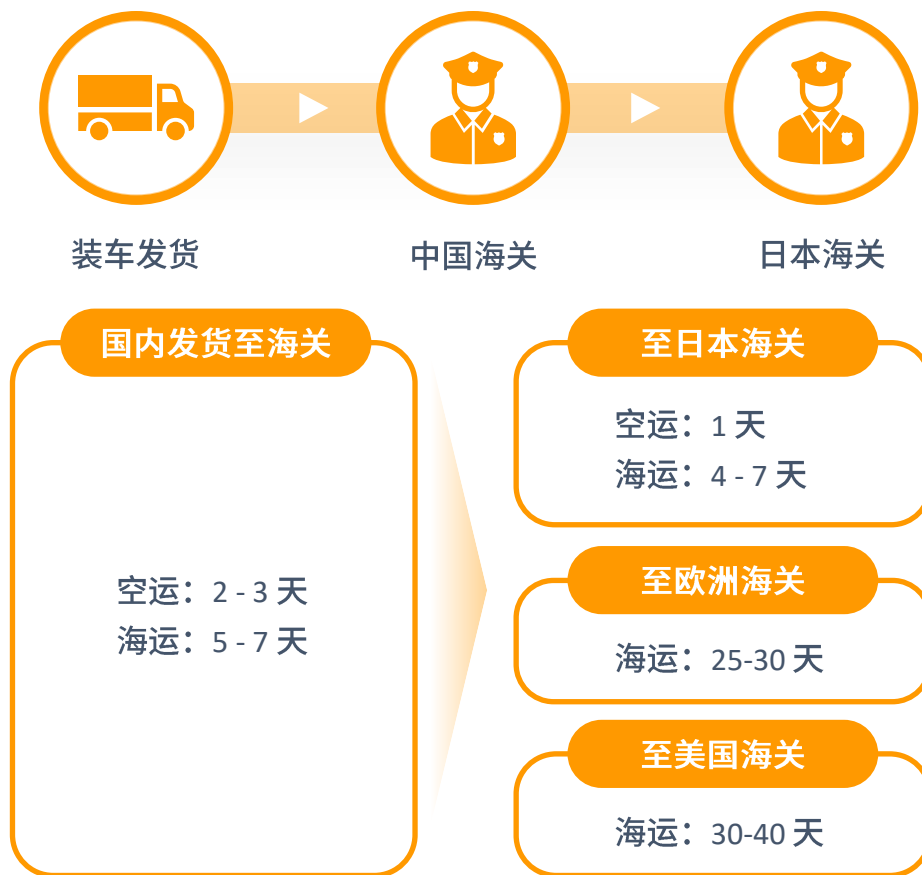 装车发货
中国海关
日本海关
国内发货至海关
空运：2 - 3 天
海运：5 - 7 天
至日本海关
空运：1 天
海运：4 - 7 天
至欧洲海关
海运：25-30 天
至美国海关
海运：30-40 天